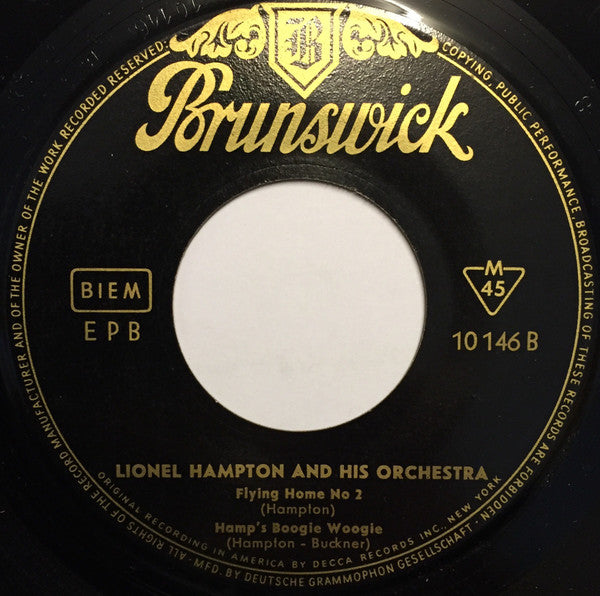 B
Brunswick
ALL RIGHTS OF THE RECORD MANUFACTURER AND OF THE OWNER OF THE WORK RECORDED RESERVED·
COPYING, PUBLIC PERFORMANCE, BROADCASTING OF THESE RECORDS ARE FORBIDDEN
BIEM
EPB
M
45
10 146 B
LIONEL HAMPTON AND HIS ORCHESTRA
Flying Home No 2
(Hampton)
Hamp's Boogie Woogie
(Hampton - Buckner)
ORIGINAL RECORDING IN AMERICA BY DECCA RECORDS INC., NEW YORK
- MFD. BY DEUTSCHE GRAMMOPHON GESELLSCHAFT -